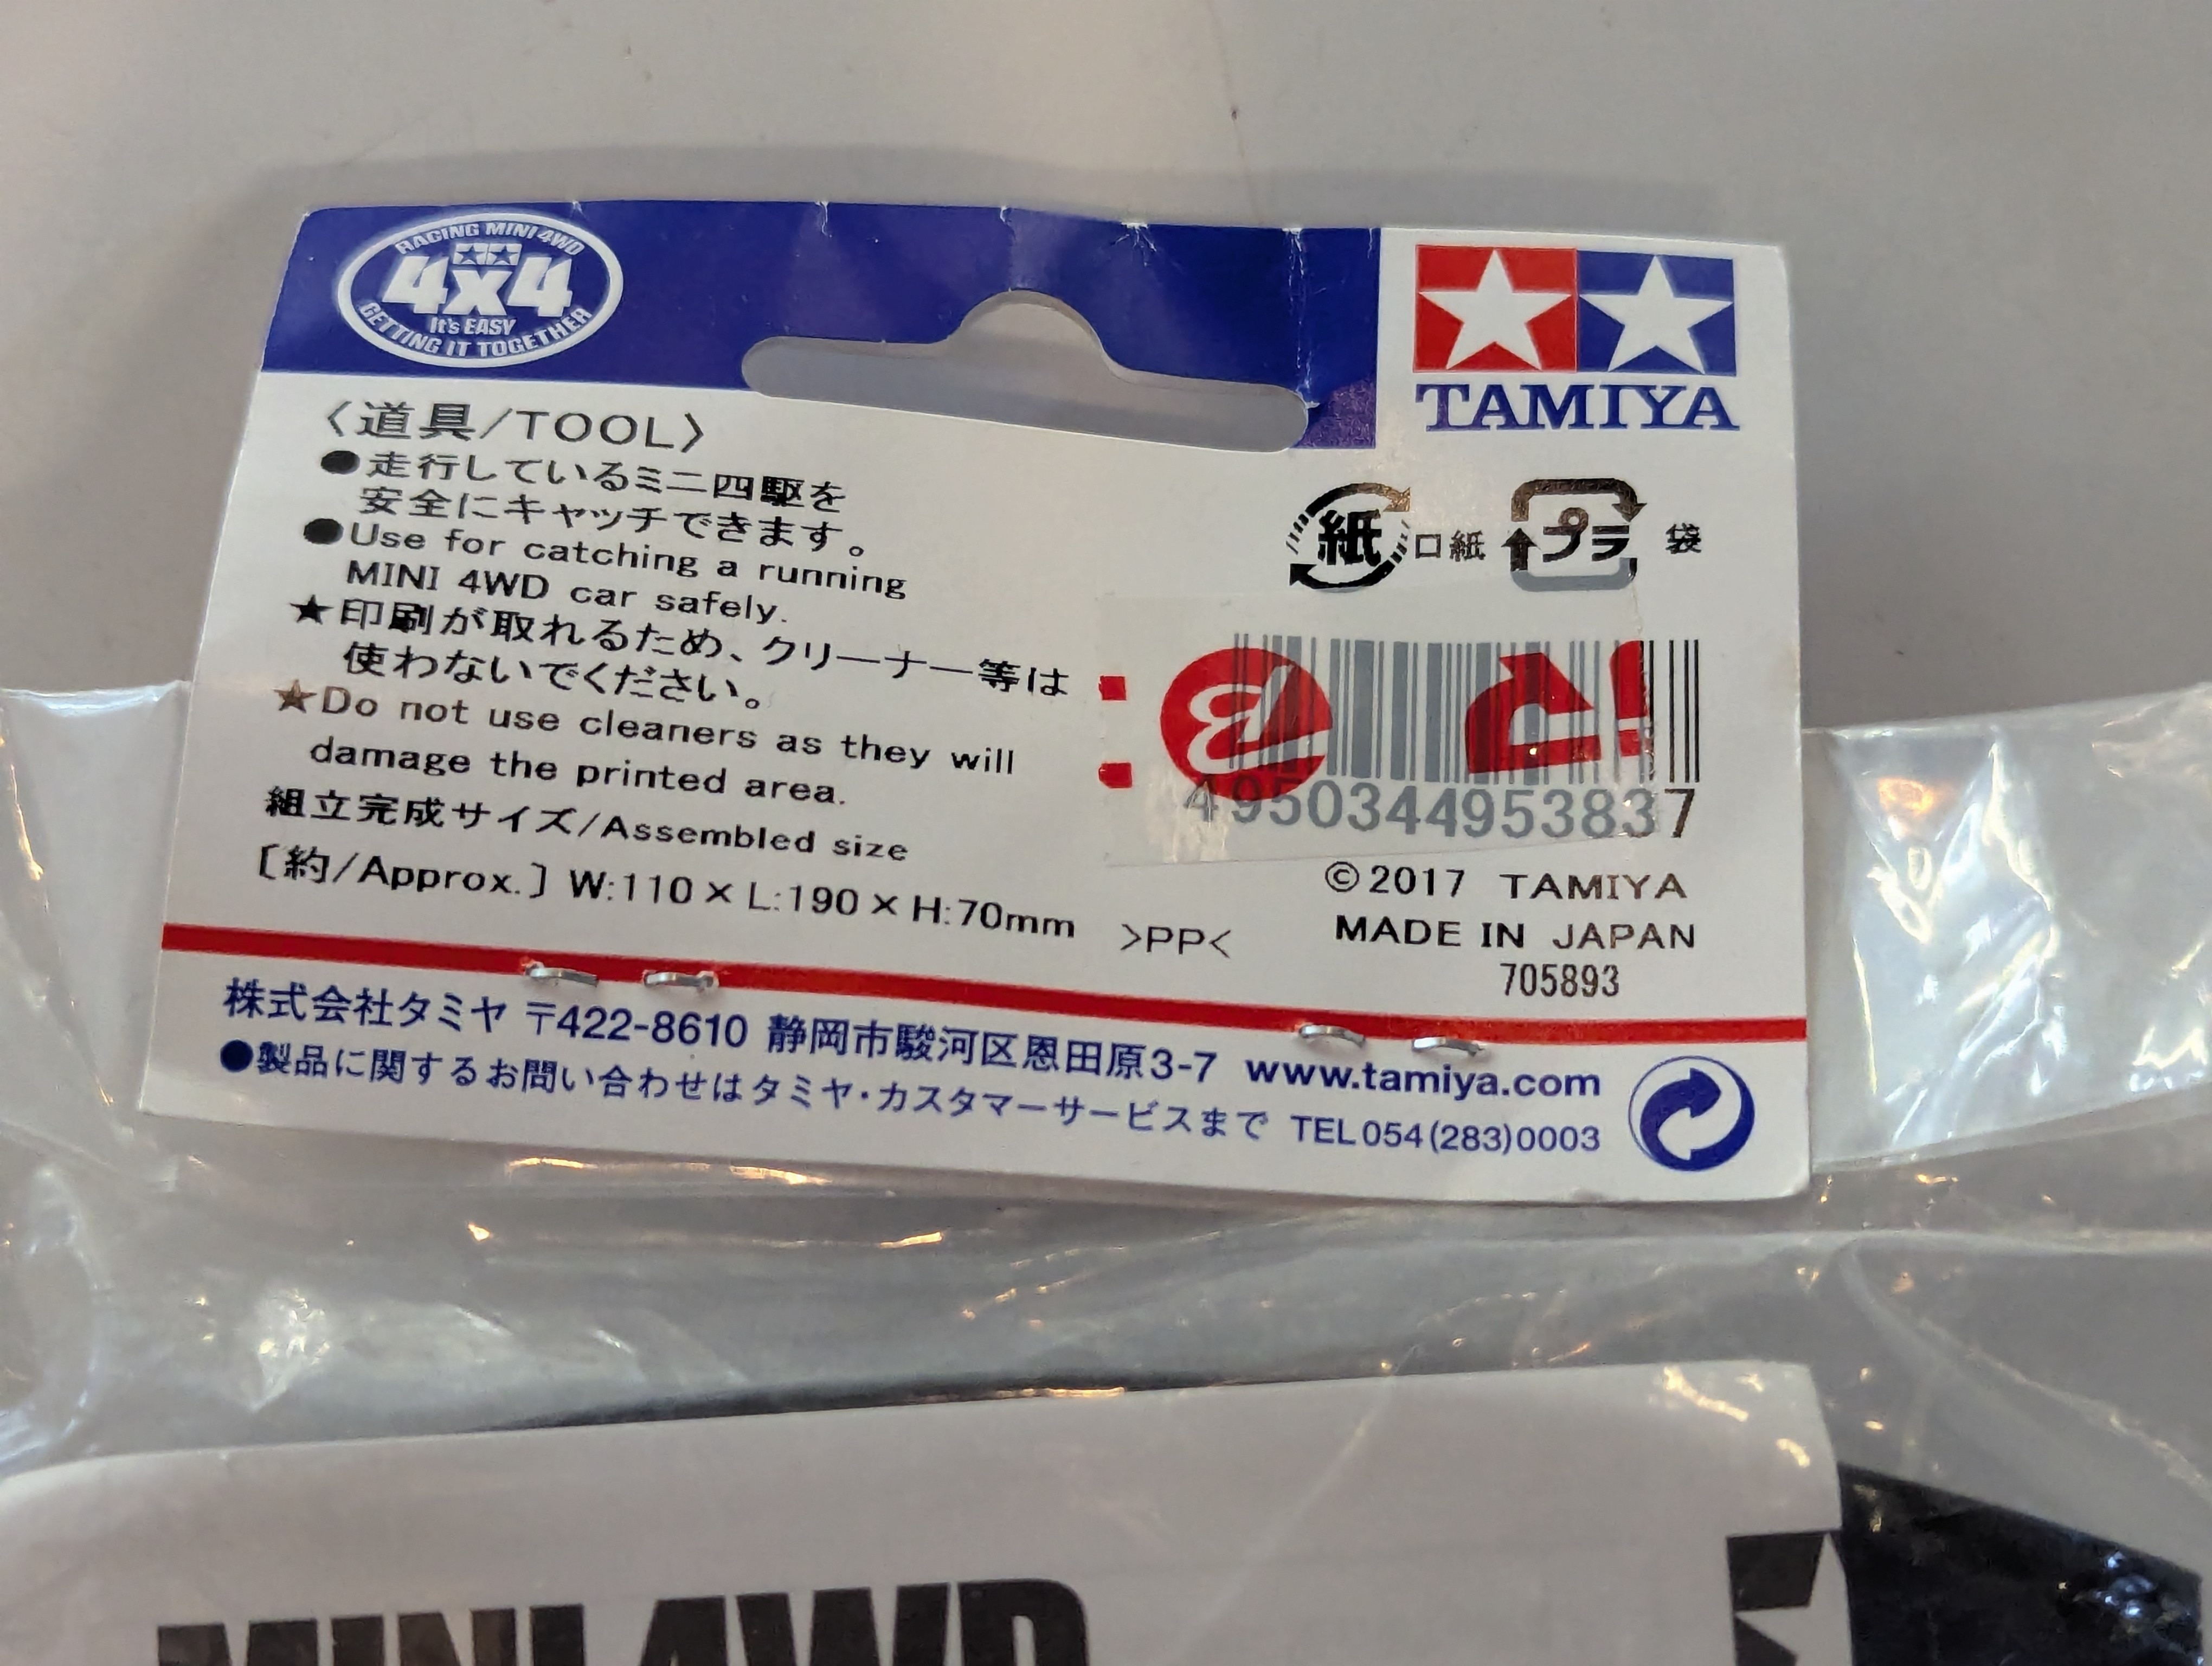 RACING MINI 4WD
4x4
It's EASY
GETTING IT TOGETHER
TAMIYA
〈道具/TOOL〉
●走行しているミニ四駆を
安全にキャッチできます。
●Use for catching a running
MINI 4WD car safely.
★印刷が取れるため、クリーナー等は
使わないでください。
★Do not use cleaners as they will
damage the printed area.
組立完成サイズ/Assembled size
〔約/Approx.〕W:110×L:190×H:70mm
>PP<
紙 口紙 プラ 袋
4950344953837
©2017 TAMIYA
MADE IN JAPAN
705893
株式会社タミヤ 〒422-8610 静岡市駿河区恩田原3-7 www.tamiya.com
●製品に関するお問い合わせはタミヤ・カスタマーサービスまで TEL054(283)0003
MINI 4WD